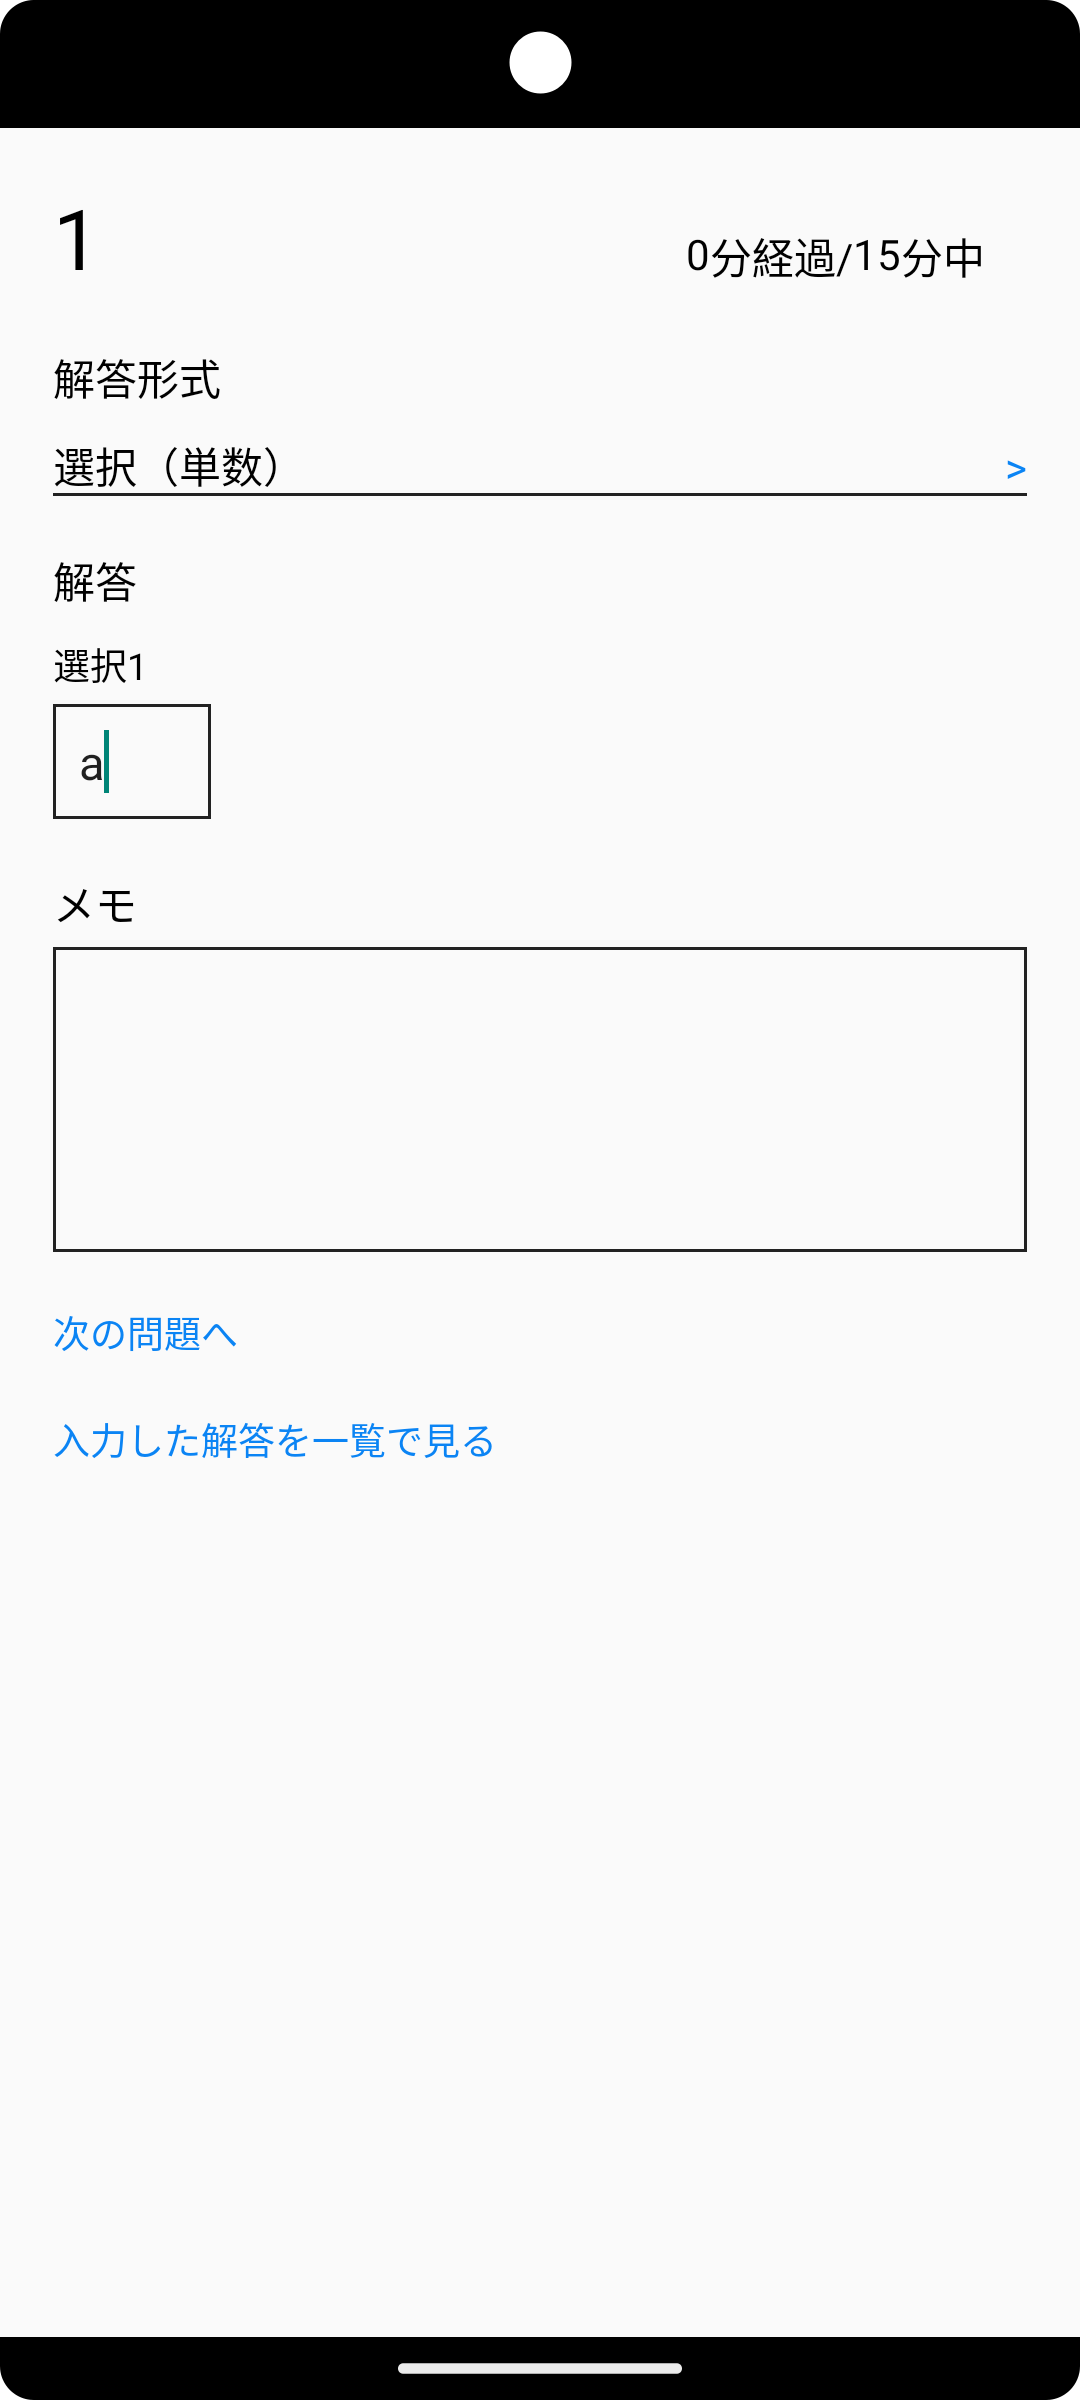 1
0分経過/15分中
解答形式
選択（単数）
>
解答
選択1
a
メモ
次の問題へ
入力した解答を一覧で見る